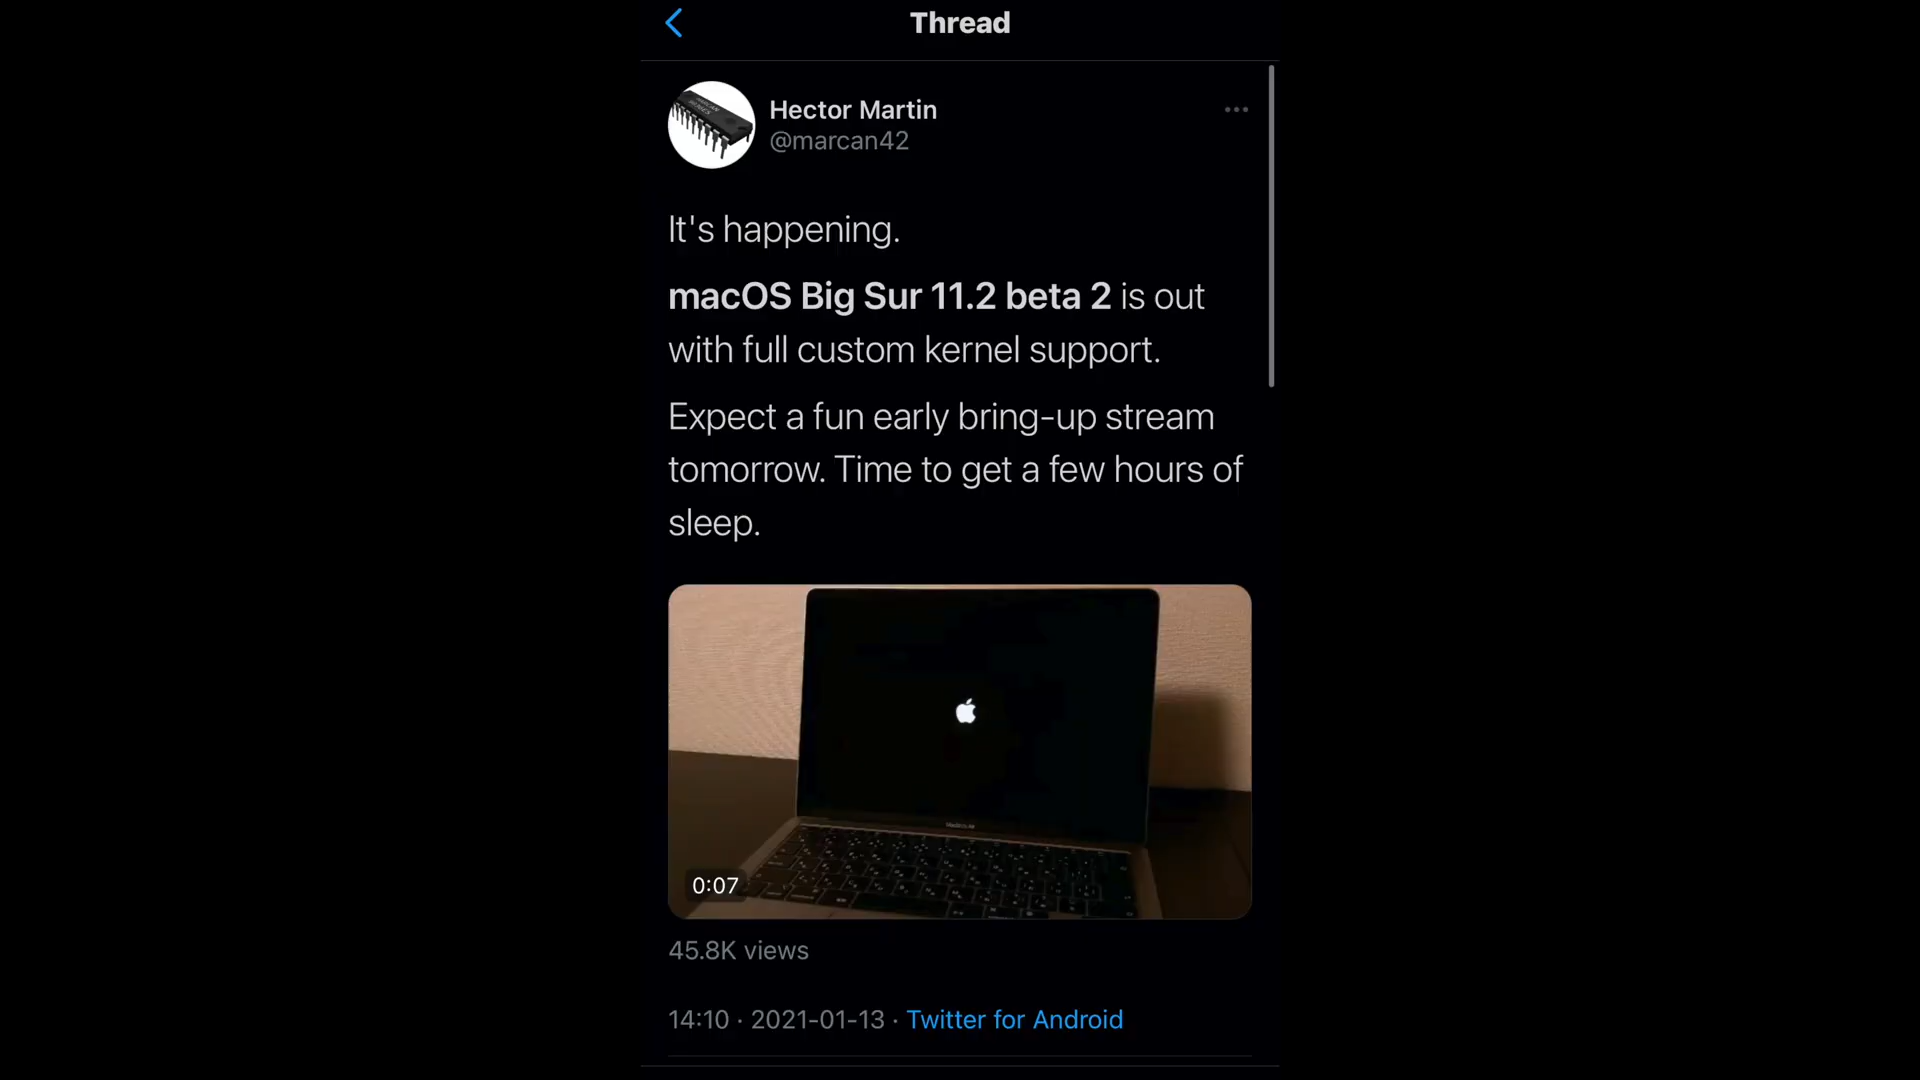 Thread
Hector Martin
@marcan42
It's happening.
macOS Big Sur 11.2 beta 2 is out
with full custom kernel support.
Expect a fun early bring-up stream
tomorrow. Time to get a few hours of
sleep.
MacBook Air
0:07
45.8K views
14:10 · 2021-01-13 · Twitter for Android